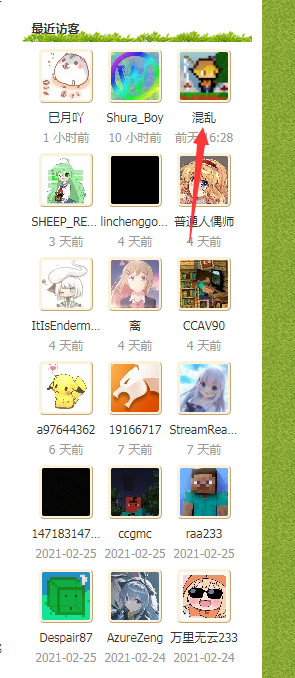 最近访客
巳月吖 Shura_Boy 混乱
1 小时前 10 小时前 前天 16:28
SHEEP_RE... linchenggo... 普通人偶师
3 天前 4 天前 4 天前
ItIsEnderm... 离 CCAV90
4 天前 4 天前 4 天前
a97644362 19166717 StreamRea...
6 天前 7 天前 7 天前
147183147... ccgmc raa233
2021-02-25 2021-02-25 2021-02-25
Despair87 AzureZeng 万里无云233
2021-02-25 2021-02-24 2021-02-24